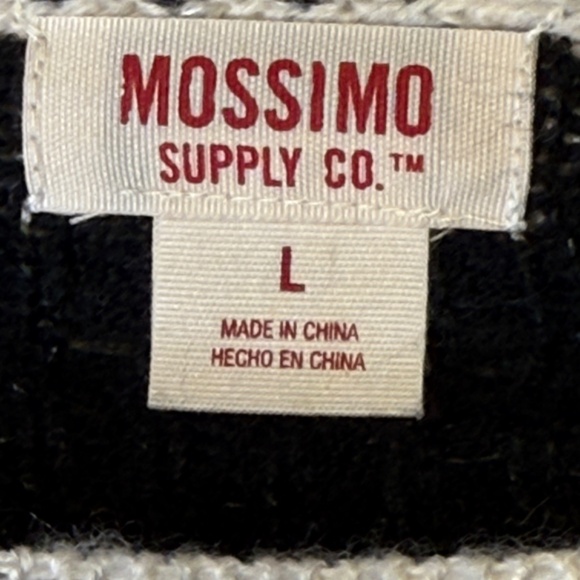 MOSSIMO
SUPPLY CO.™
L
MADE IN CHINA
HECHO EN CHINA